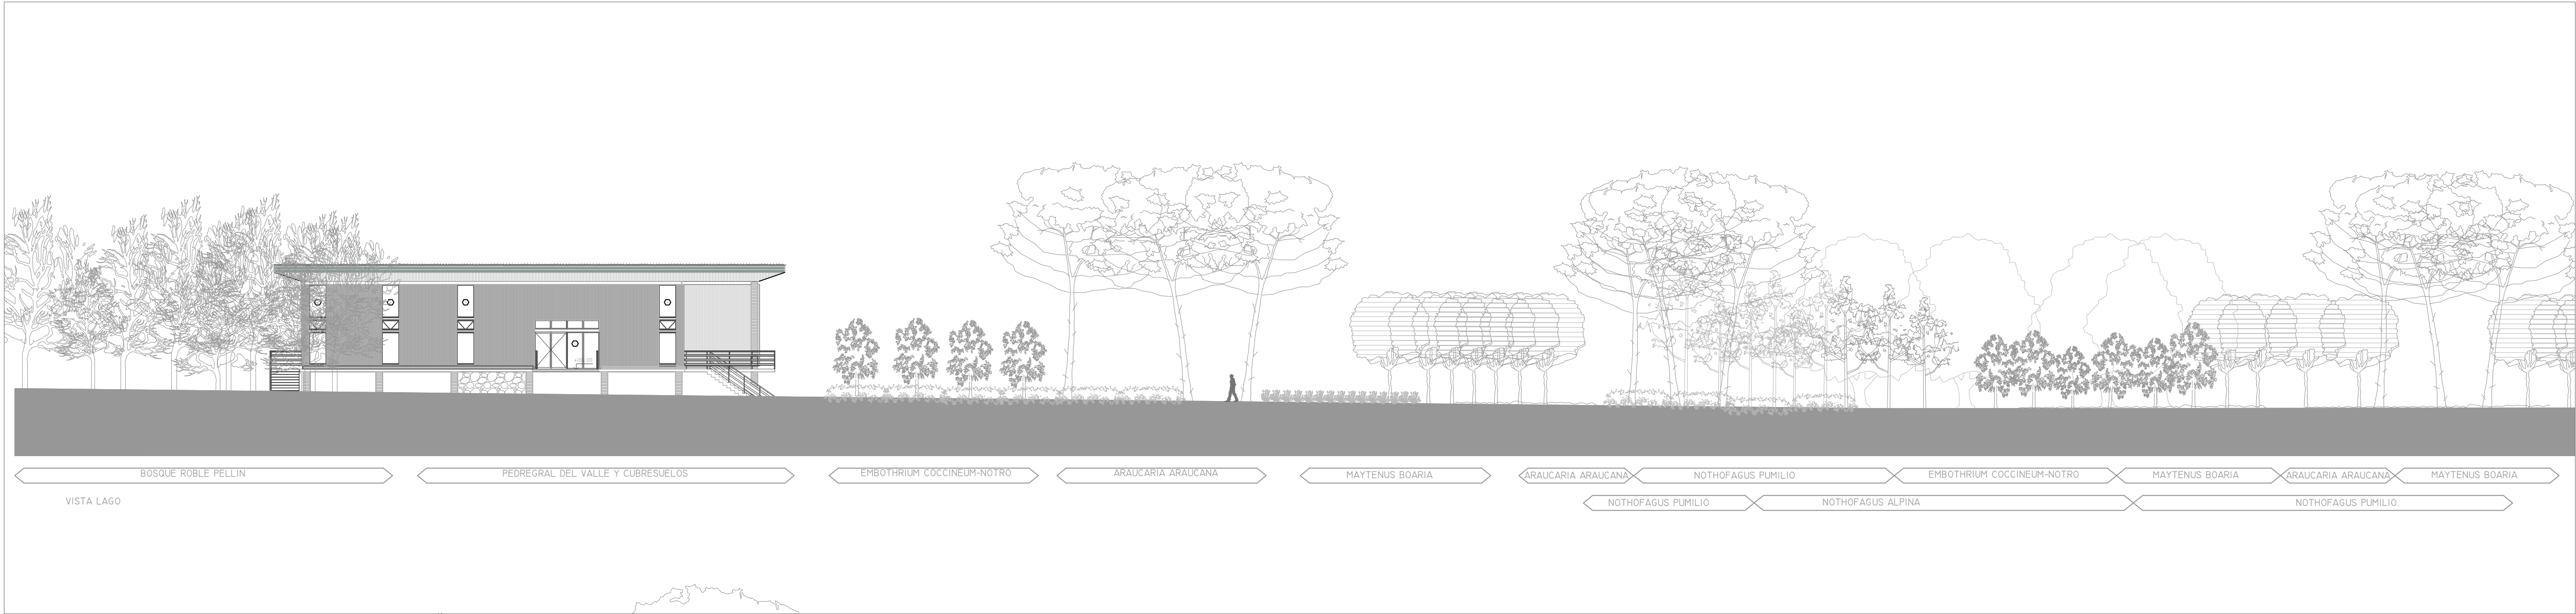 BOSQUE ROBLE PELLIN
PEDREGRAL DEL VALLE Y CUBRESUELOS
EMBOTHRIUM COCCINEUM-NOTRO
ARAUCARIA ARAUCANA
MAYTENUS BOARIA
ARAUCARIA ARAUCANA
NOTHOFAGUS PUMILIO
EMBOTHRIUM COCCINEUM-NOTRO
MAYTENUS BOARIA
ARAUCARIA ARAUCANA
MAYTENUS BOARIA
VISTA LAGO
NOTHOFAGUS PUMILIO
NOTHOFAGUS ALPINA
NOTHOFAGUS PUMILIO